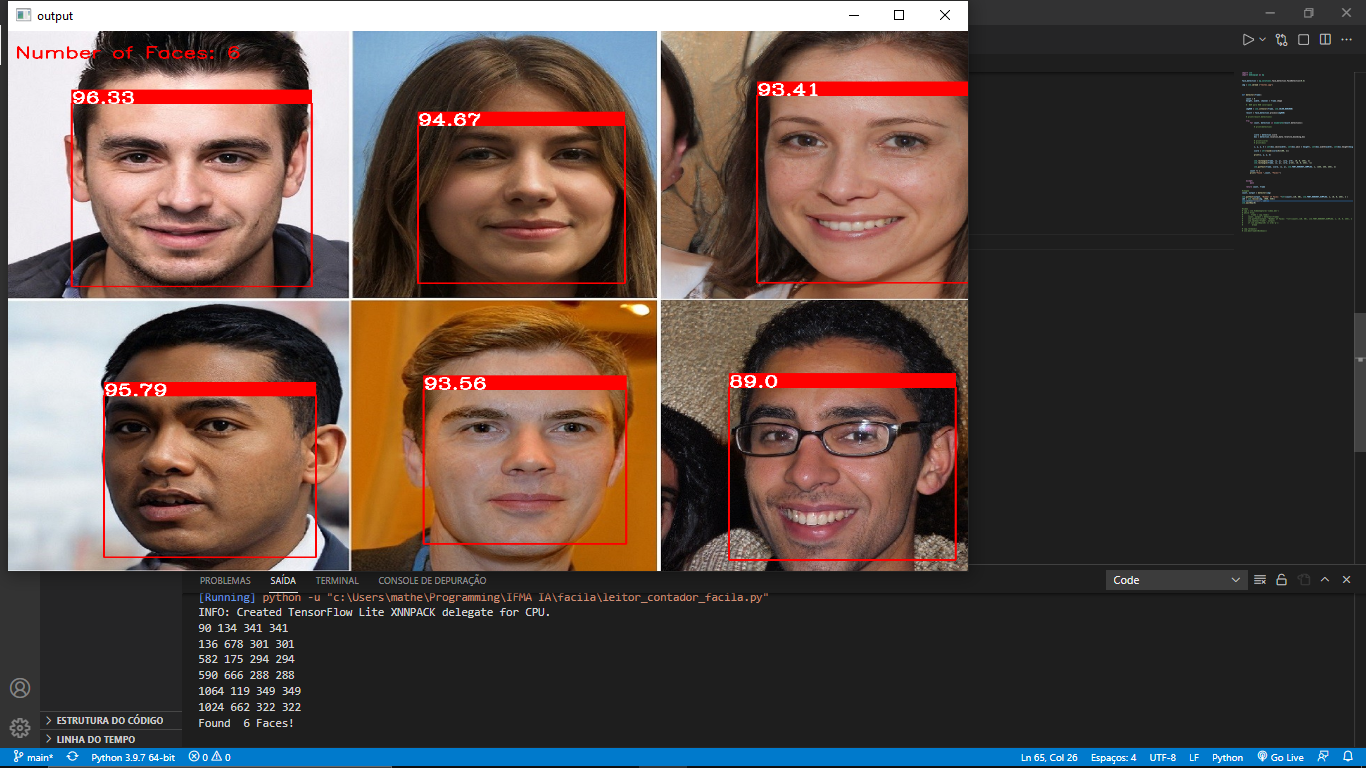 output
Number of Faces: 6
96.33
94.67
93.41
95.79
93.56
89.0
PROBLEMAS SAÍDA TERMINAL CONSOLE DE DEPURAÇÃO
Code
[Running] python -u "c:\Users\mathe\Programming\IFMA IA\facila\leitor_contador_facila.py"
INFO: Created TensorFlow Lite XNNPACK delegate for CPU.
90 134 341 341
136 678 301 301
582 175 294 294
590 666 288 288
1064 119 349 349
1024 662 322 322
Found  6 Faces!
ESTRUTURA DO CÓDIGO
LINHA DO TEMPO
main* Python 3.9.7 64-bit 0 0 Ln 65, Col 26 Espaços: 4 UTF-8 LF Python Go Live